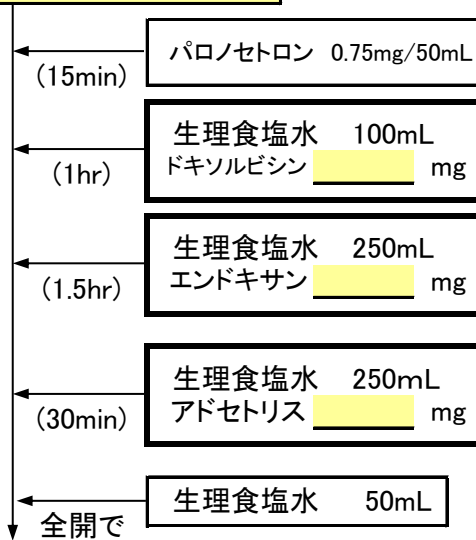 パロノセトロン 0.75mg/50mL
(15min)
生理食塩水 100mL
ドキソルビシン mg
(1hr)
生理食塩水 250mL
エンドキサン mg
(1.5hr)
生理食塩水 250mL
アドセトリス mg
(30min)
生理食塩水 50mL
全開で